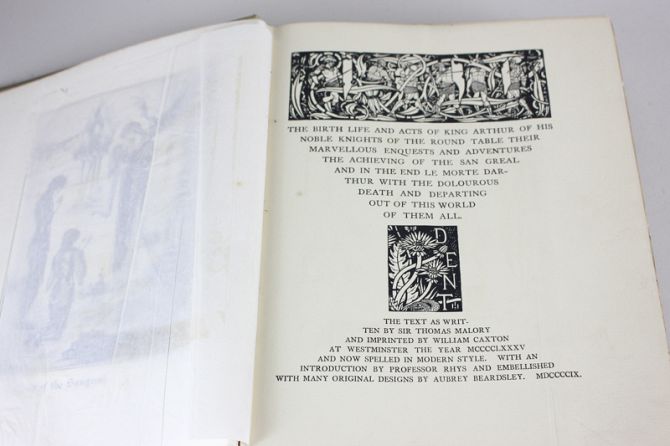 THE BIRTH LIFE AND ACTS OF KING ARTHUR OF HIS
NOBLE KNIGHTS OF THE ROUND TABLE THEIR
MARVELLOUS ENQUESTS AND ADVENTURES
THE ACHIEVING OF THE SAN GREAL
AND IN THE END LE MORTE DAR-
THUR WITH THE DOLOUROUS
DEATH AND DEPARTING
OUT OF THIS WORLD
OF THEM ALL.
DENT
THE TEXT AS WRIT-
TEN BY SIR THOMAS MALORY
AND IMPRINTED BY WILLIAM CAXTON
AT WESTMINSTER THE YEAR MCCCCLXXXV
AND NOW SPELLED IN MODERN STYLE. WITH AN
INTRODUCTION BY PROFESSOR RHYS AND EMBELLISHED
WITH MANY ORIGINAL DESIGNS BY AUBREY BEARDSLEY. MDCCCCIX.
of the Sangreal